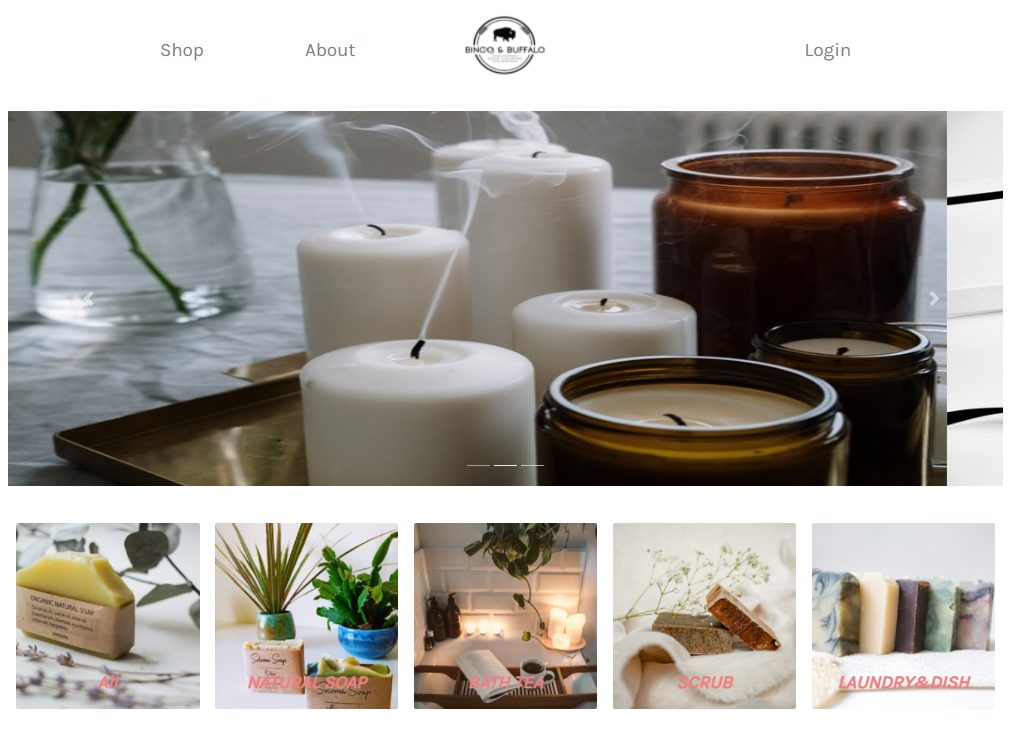 Shop
About
BINGO & BUFFALO
Login
ORGANIC NATURAL SOAP
All
NATURAL SOAP
BATH TEA
SCRUB
LAUNDRY&DISH